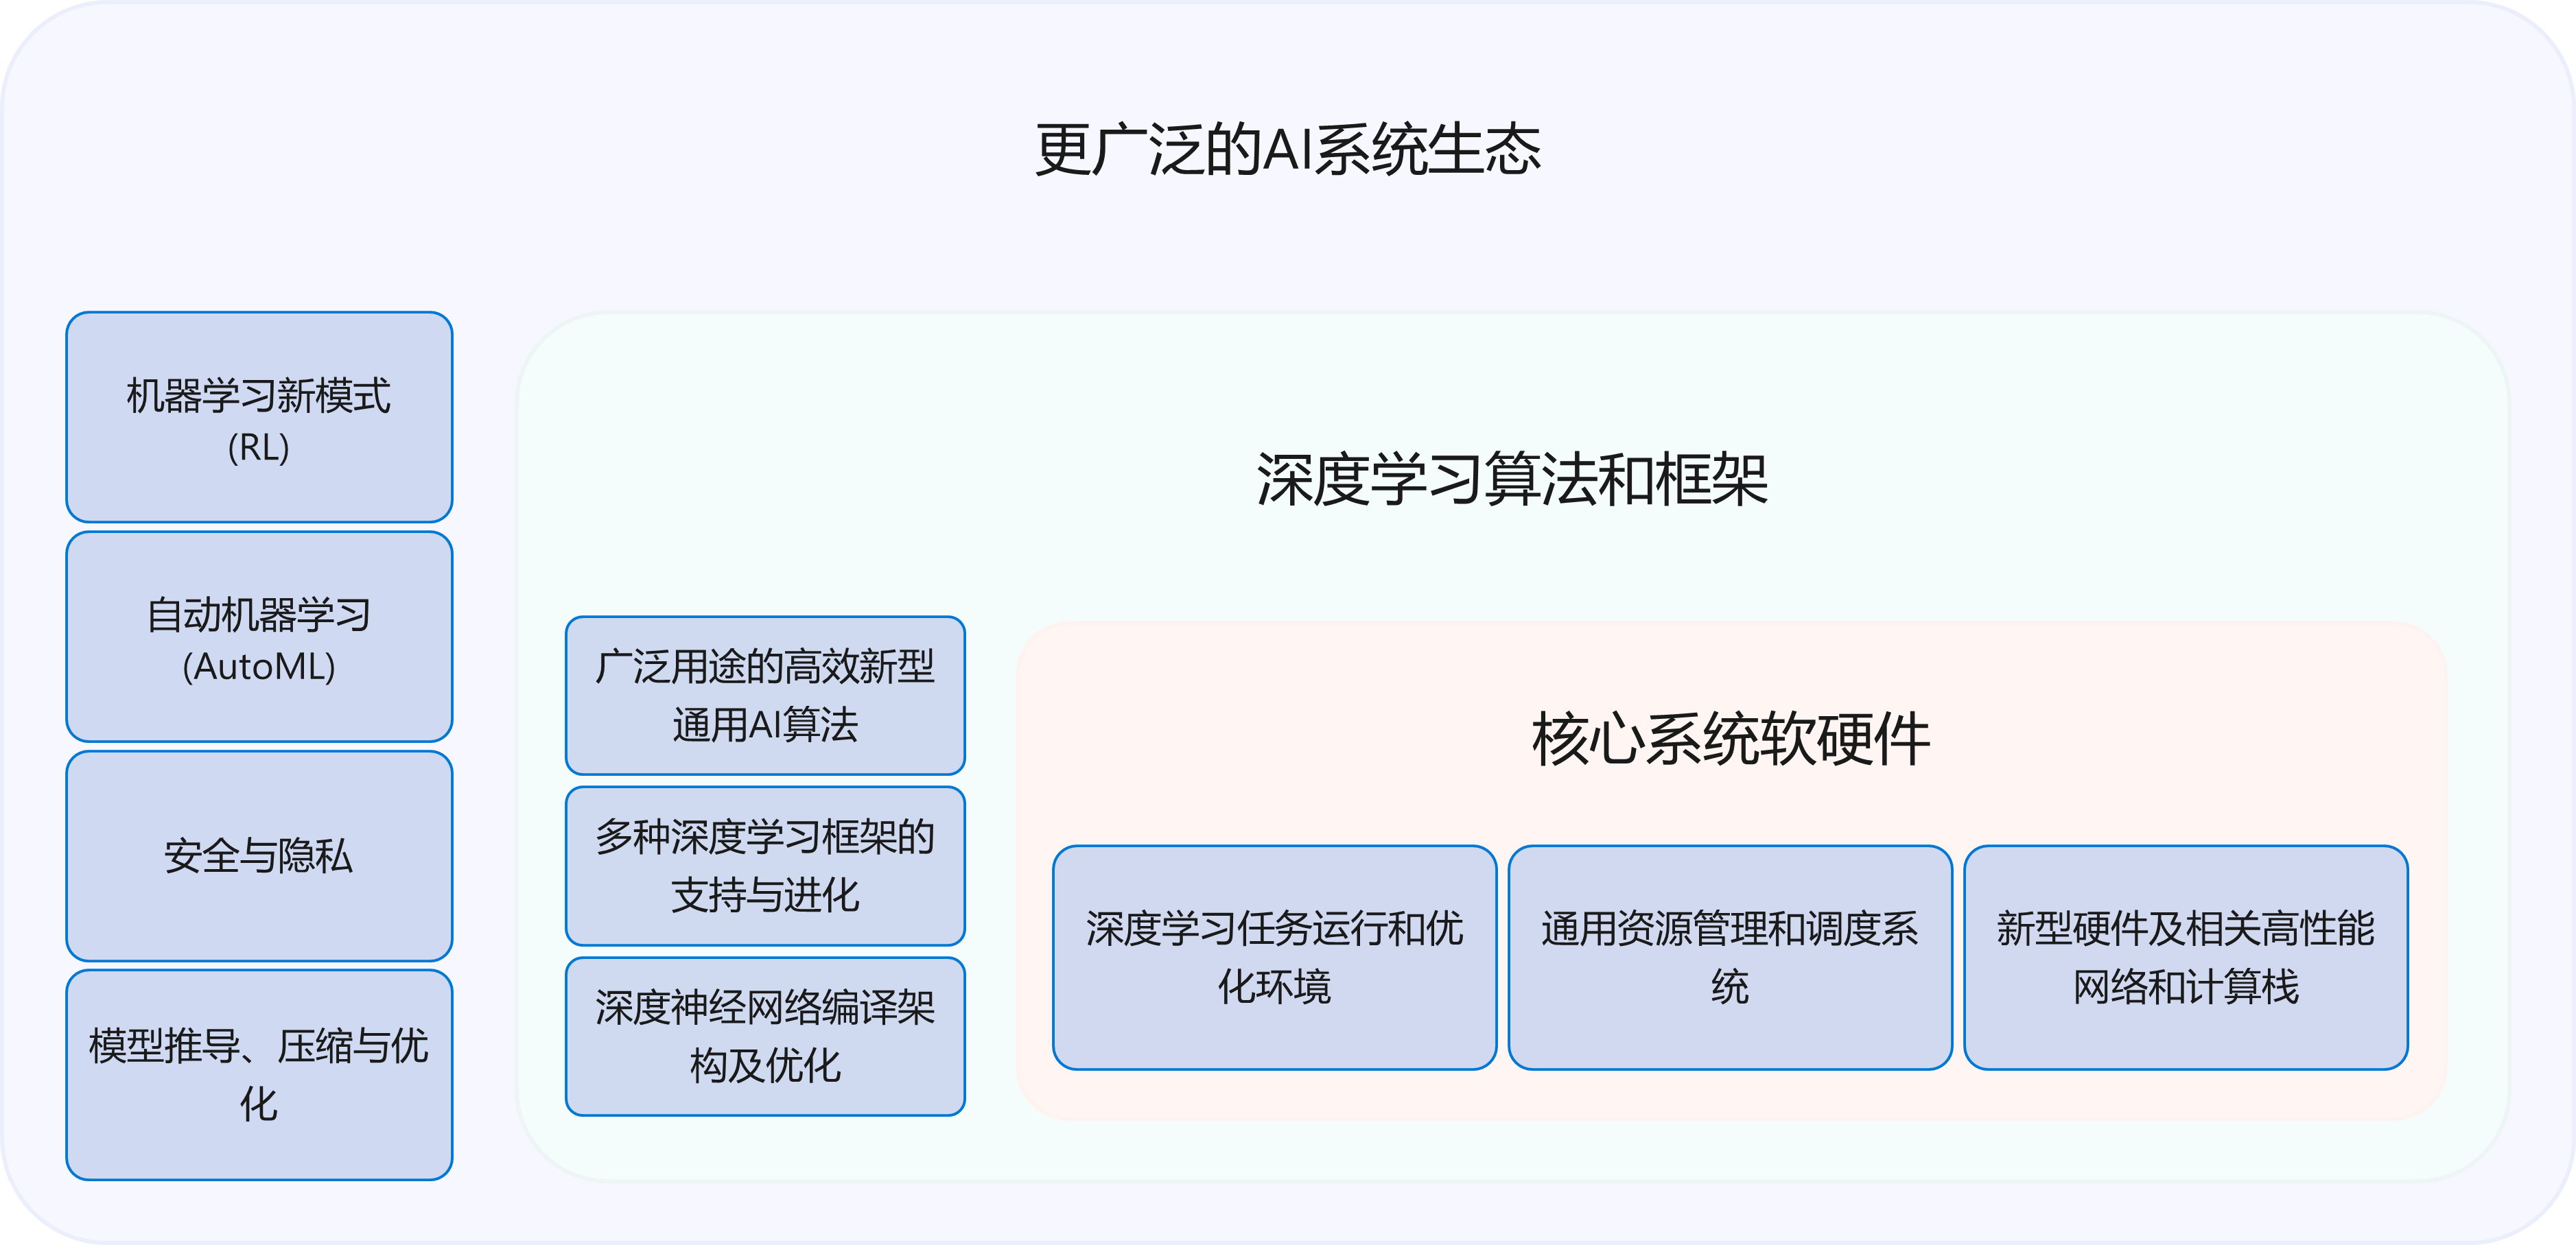 更广泛的AI系统生态
机器学习新模式
(RL)
自动机器学习
(AutoML)
安全与隐私
模型推导、压缩与优
化
深度学习算法和框架
广泛用途的高效新型
通用AI算法
多种深度学习框架的
支持与进化
深度神经网络编译架
构及优化
核心系统软硬件
深度学习任务运行和优
化环境
通用资源管理和调度系
统
新型硬件及相关高性能
网络和计算栈